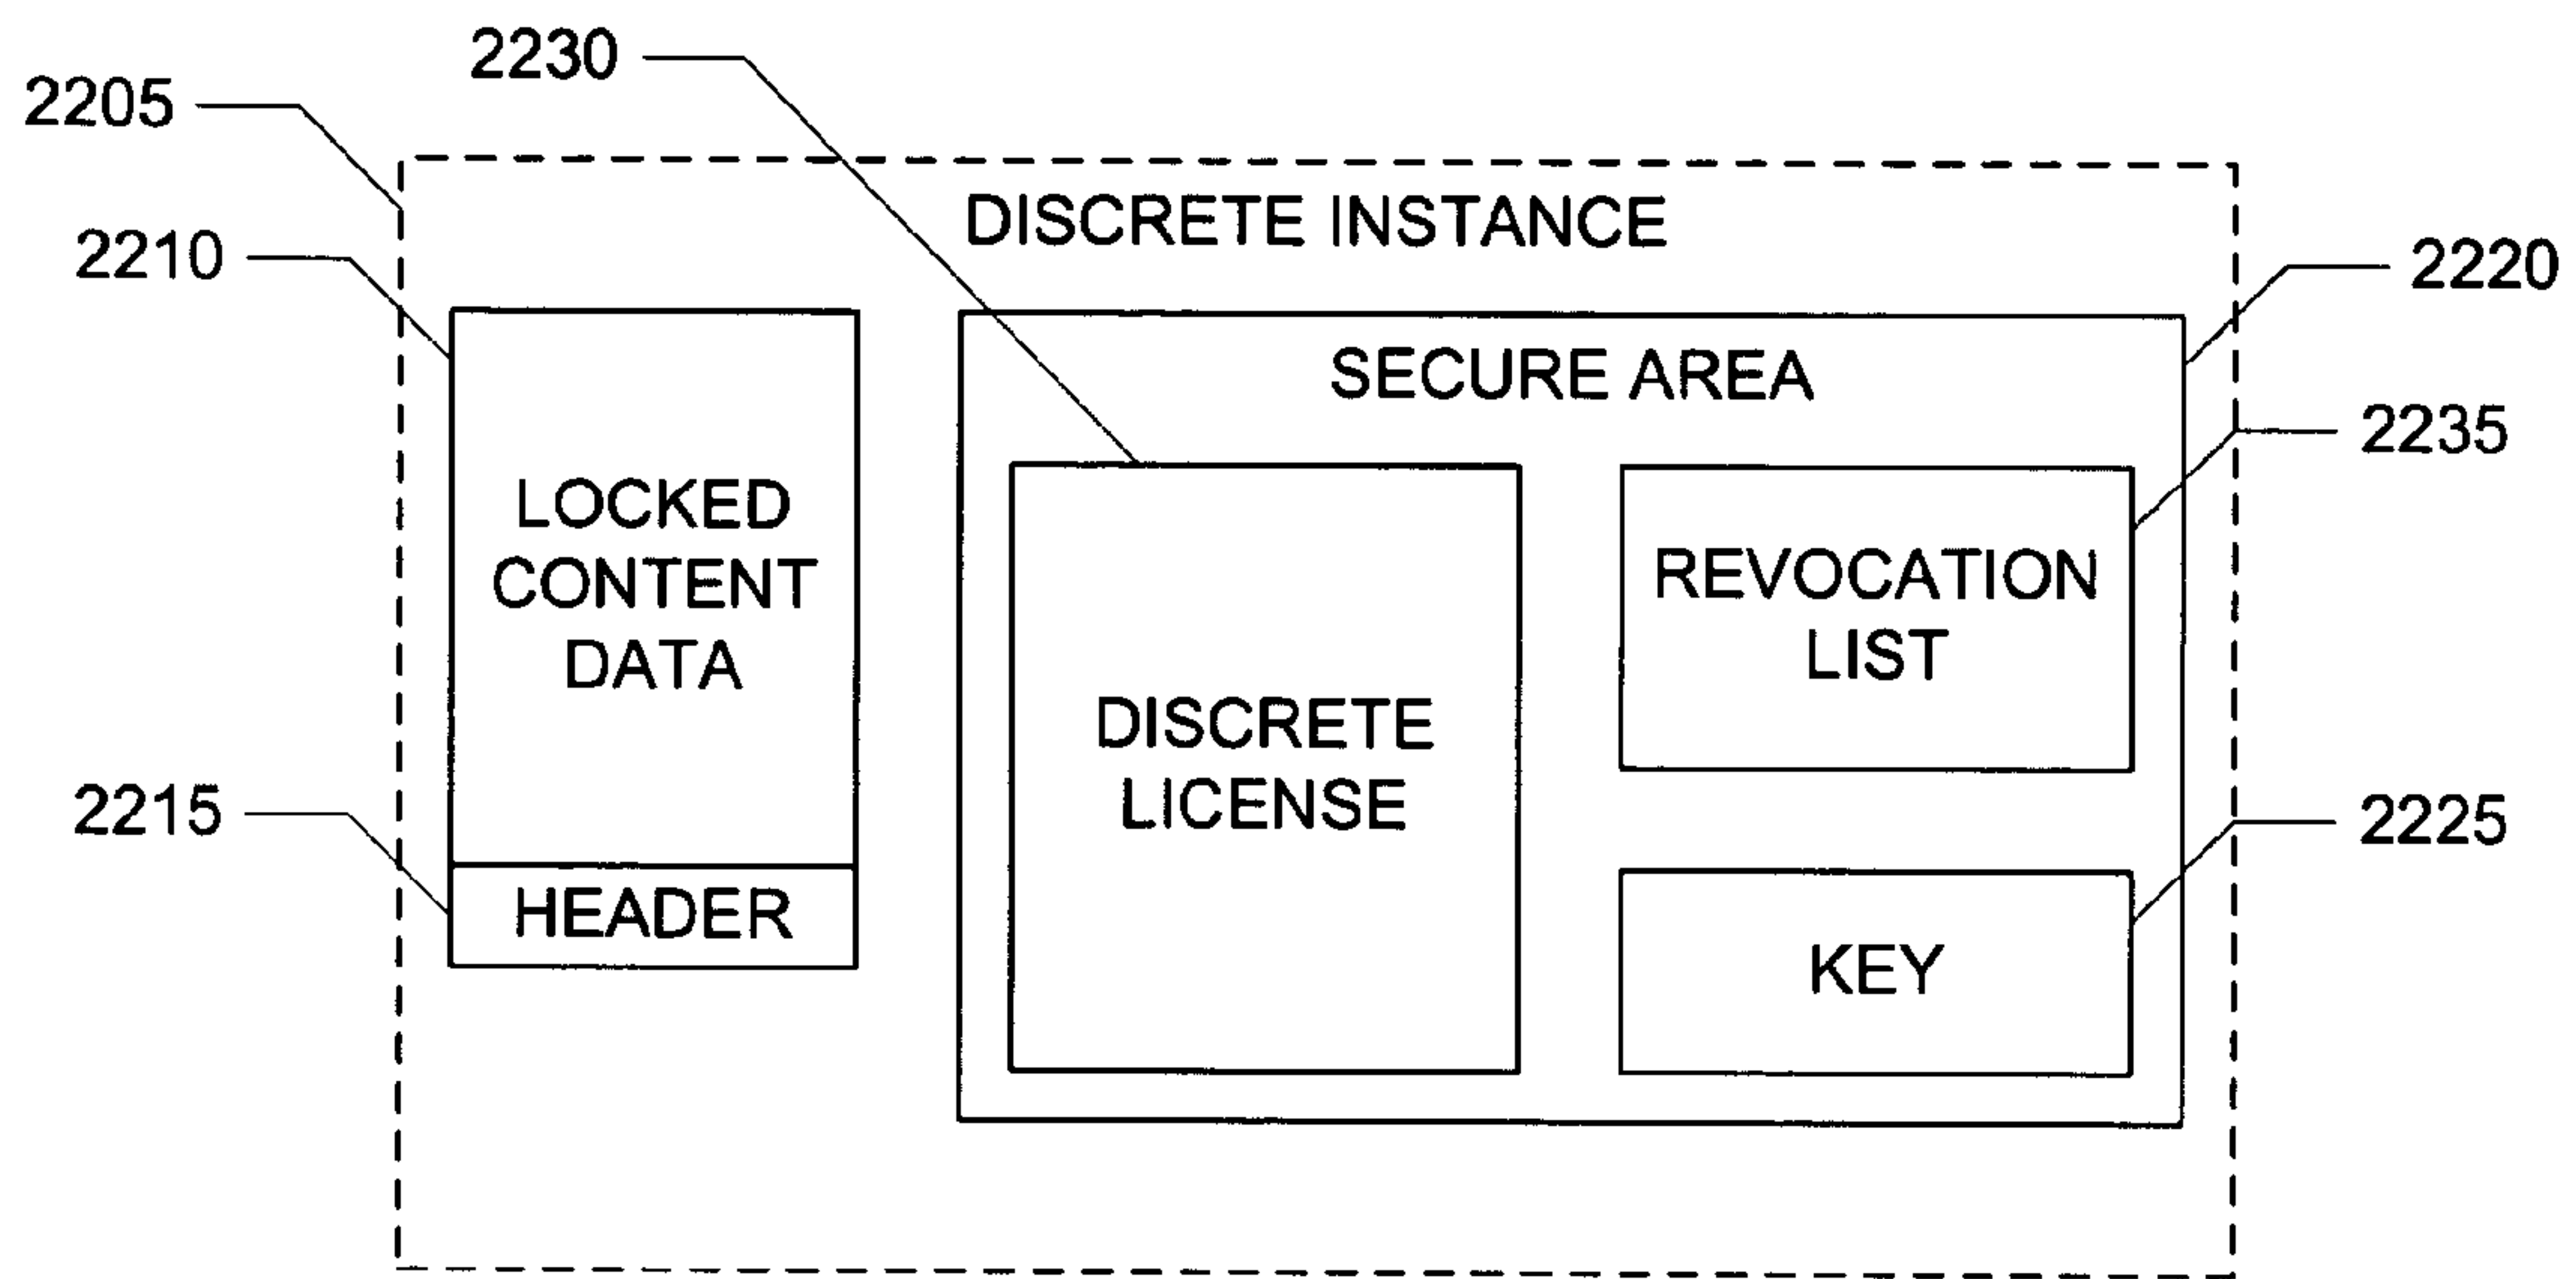 2230
2205
DISCRETE INSTANCE
2210
2220
SECURE AREA
2235
LOCKED
CONTENT
DATA
REVOCATION
LIST
DISCRETE
LICENSE
2215
2225
HEADER
KEY